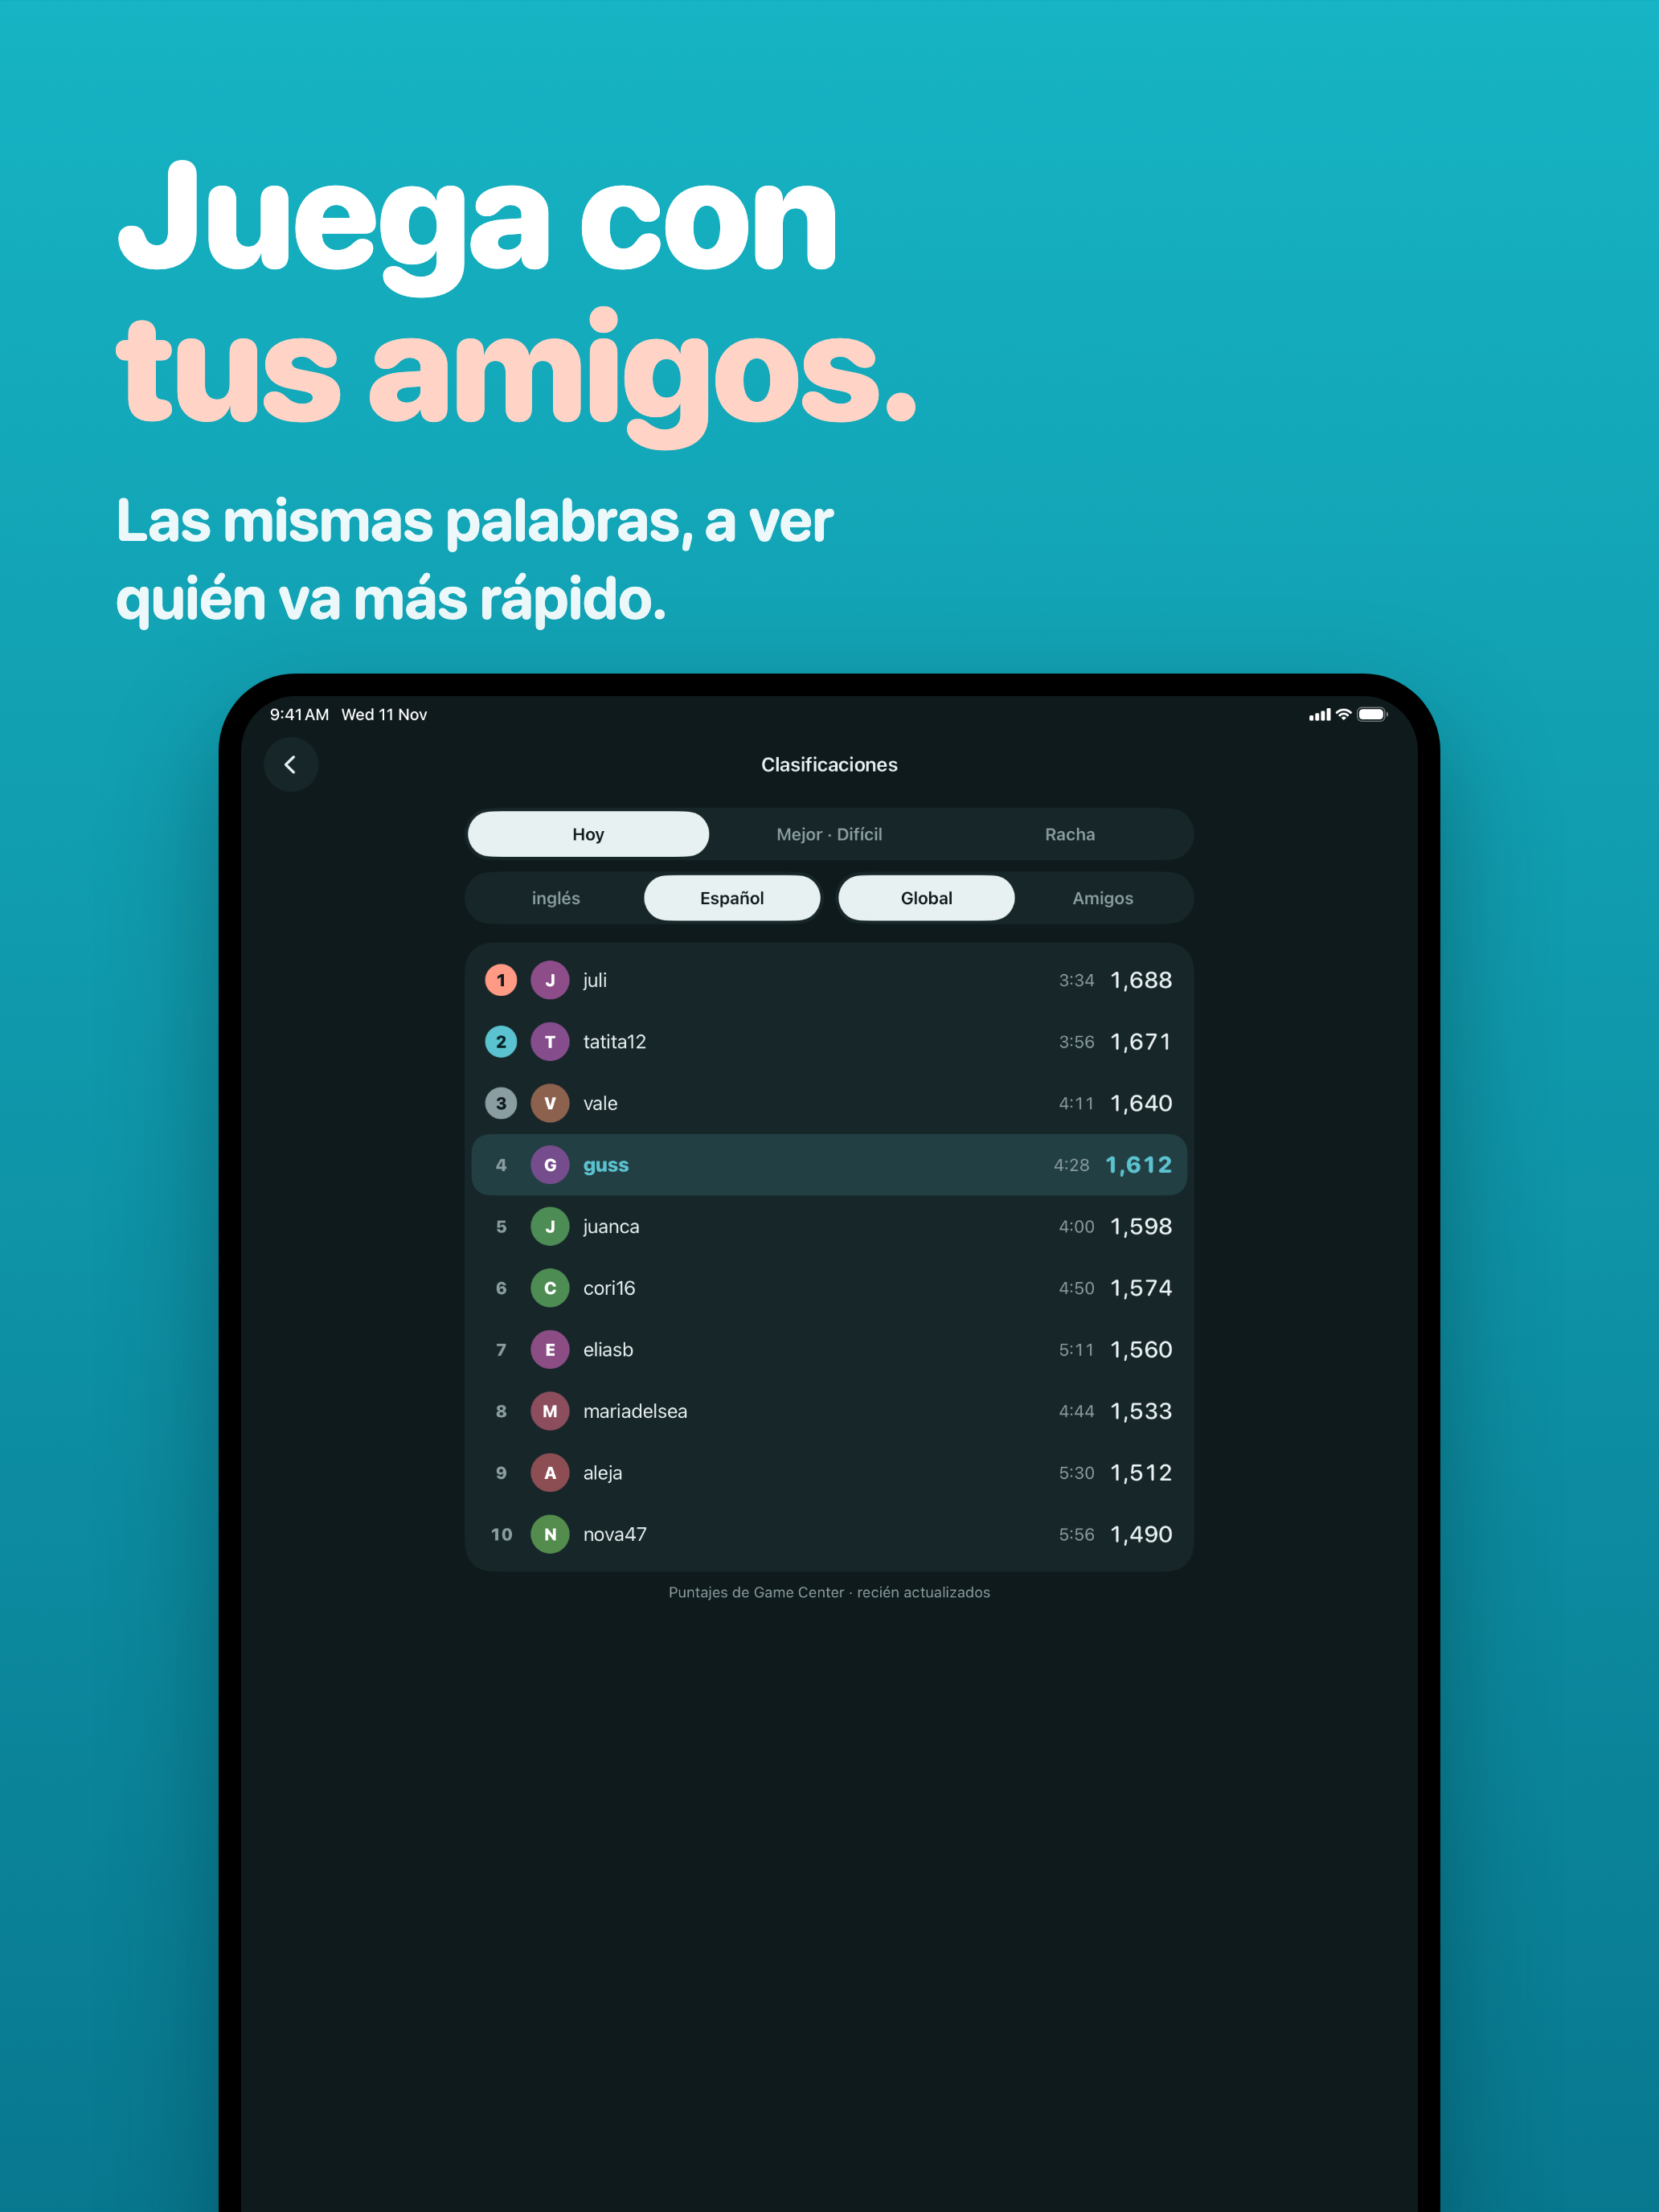 Juega con
tus amigos.
Las mismas palabras, a ver
quién va más rápido.
9:41 AM Wed 11 Nov
Clasificaciones
Hoy Mejor · Difícil Racha
inglés Español Global Amigos
1 J juli 3:34 1,688
2 T tatita12 3:56 1,671
3 V vale 4:11 1,640
4 G guss 4:28 1,612
5 J juanca 4:00 1,598
6 C cori16 4:50 1,574
7 E eliasb 5:11 1,560
8 M mariadelsea 4:44 1,533
9 A aleja 5:30 1,512
10 N nova47 5:56 1,490
Puntajes de Game Center · recién actualizados